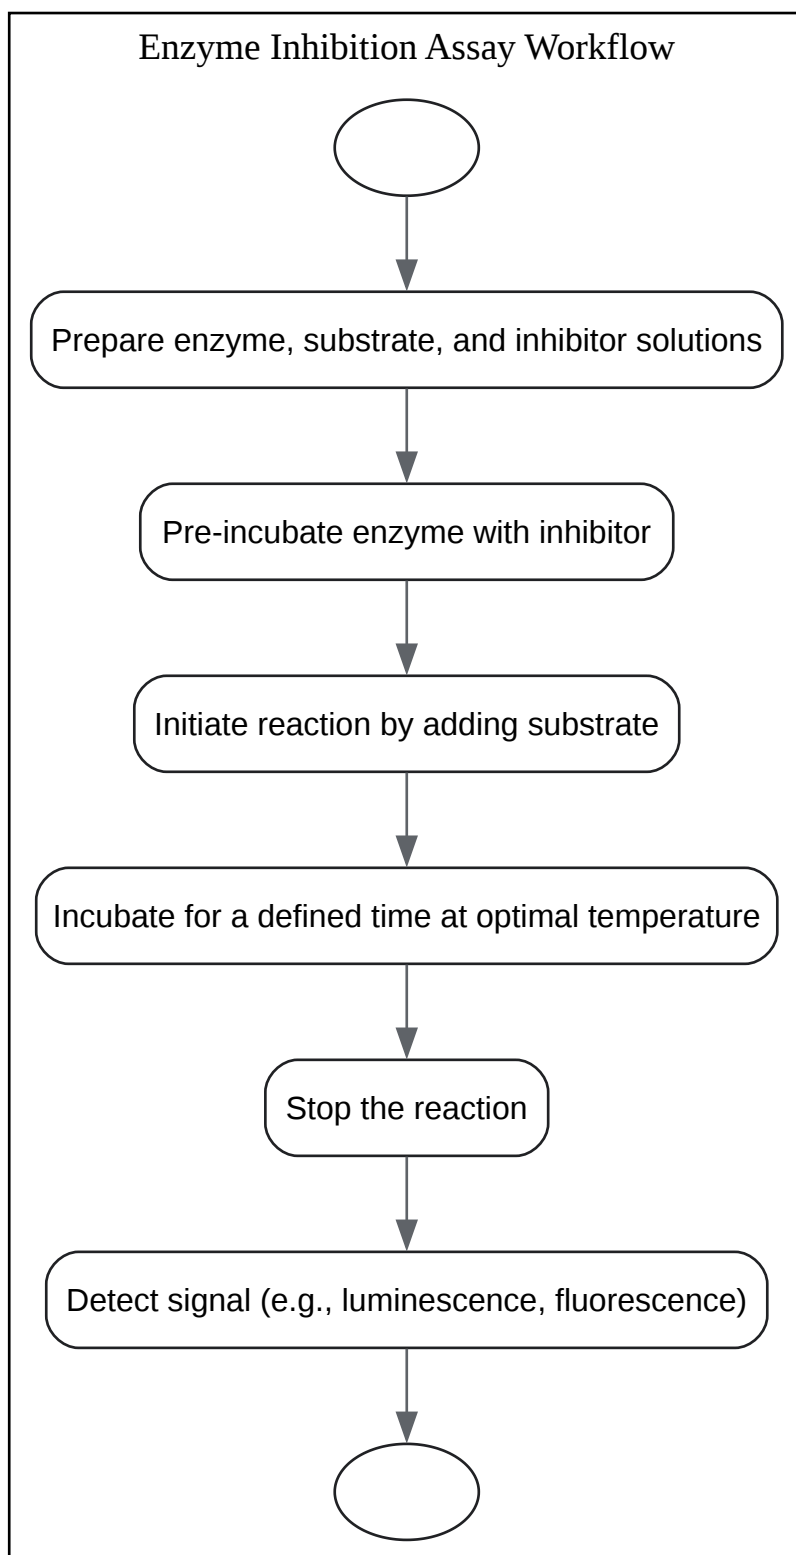 Enzyme Inhibition Assay Workflow
Prepare enzyme, substrate, and inhibitor solutions
Pre-incubate enzyme with inhibitor
Initiate reaction by adding substrate
Incubate for a defined time at optimal temperature
Stop the reaction
Detect signal (e.g., luminescence, fluorescence)